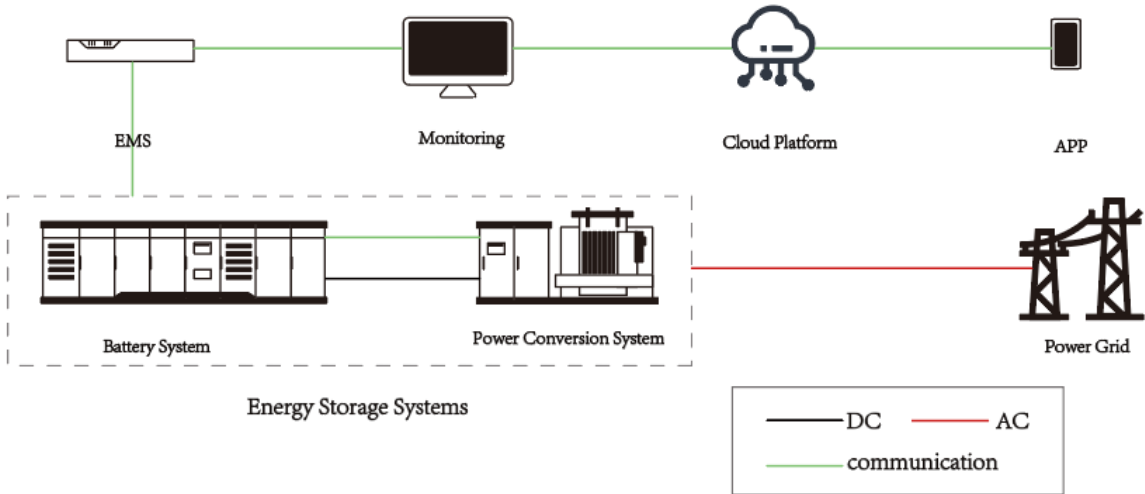 EMS
Monitoring
Cloud Platform
APP
Battery System
Power Conversion System
Power Grid
Energy Storage Systems
DC
AC
communication